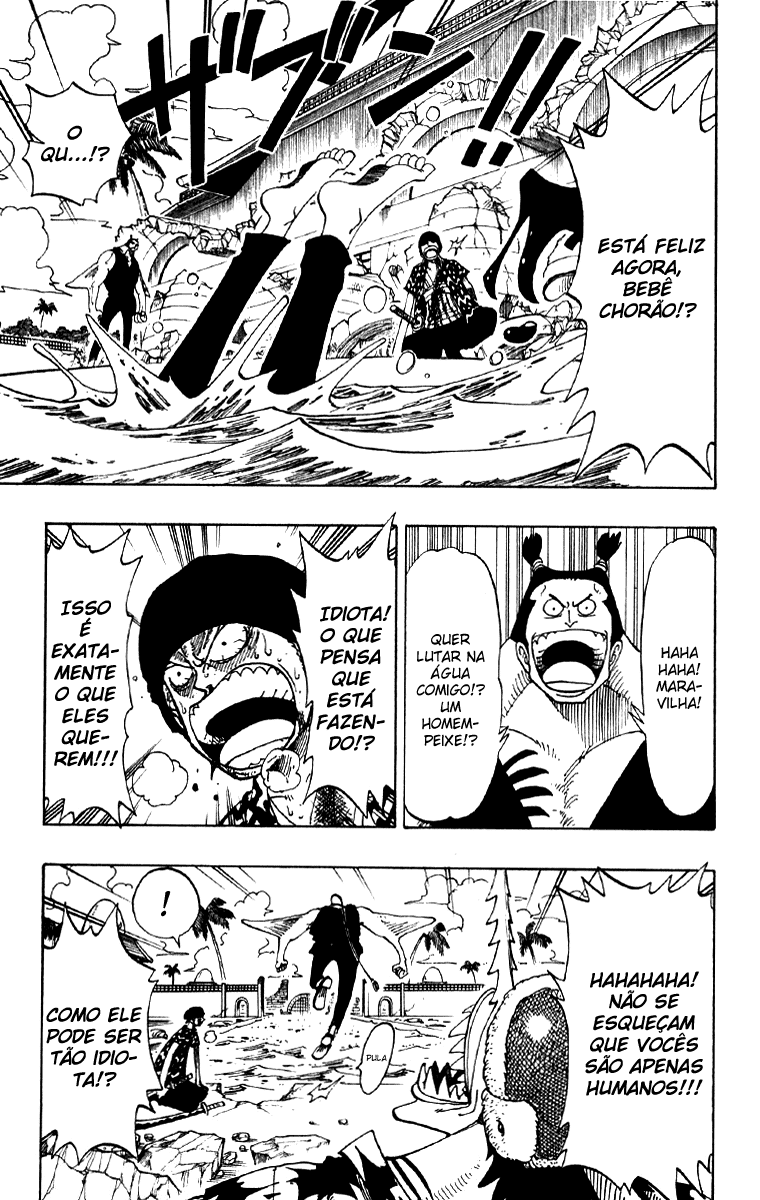 ザブン!!
ESTÁ FELIZ
AGORA,
BEBÊ
CHORÃO!?
O
QU...!?
HAHA
HAHA!
MARA-
VILHA!
QUER
LUTAR NA
ÁGUA
COMIGO!?
UM
HOMEM-
PEIXE!?
IDIOTA!
O QUE
PENSA
QUE
ESTÁ
FAZEN-
DO!?
ISSO
É
EXATA-
MENTE
O QUE
ELES
QUE-
REM!!!
HAHAHAHA!
NÃO SE
ESQUEÇAM
QUE VOCÊS
SÃO APENAS
HUMANOS!!!
PULA
!
COMO ELE
PODE SER
TÃO IDIO-
TA!?